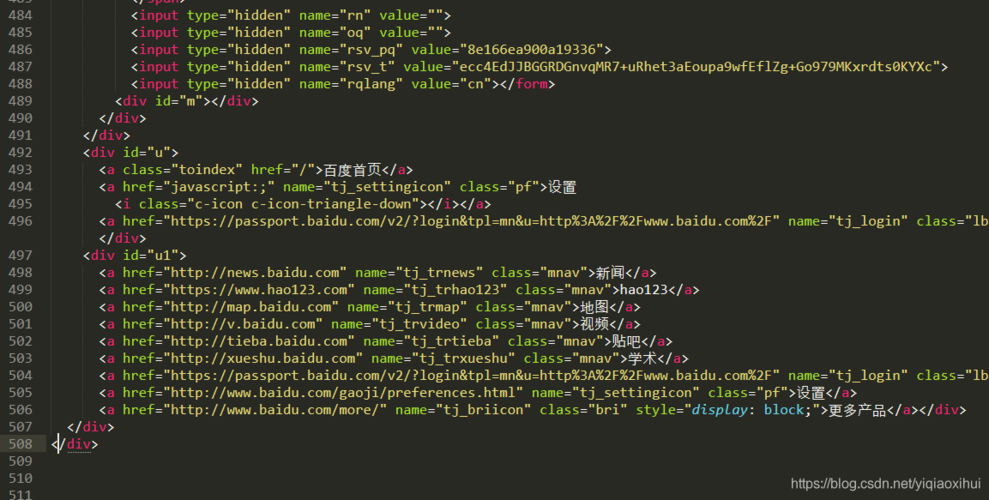 483 </span>
484 <input type="hidden" name="rn" value="">
485 <input type="hidden" name="oq" value="">
486 <input type="hidden" name="rsv_pq" value="8e166ea900a19336">
487 <input type="hidden" name="rsv_t" value="ecc4EdJJBGGRDGnvqMR7+uRhet3aEoupa9wfEflZg+Go979MKxrdts0KYXc">
488 <input type="hidden" name="rqlang" value="cn"></form>
489 <div id="m"></div>
490 </div>
491 </div>
492 <div id="u">
493 <a class="toindex" href="/">百度首页</a>
494 <a href="javascript:;" name="tj_settingicon" class="pf">设置
495 <i class="c-icon c-icon-triangle-down"></i></a>
496 <a href="https://passport.baidu.com/v2/?login&tpl=mn&u=http%3A%2F%2Fwww.baidu.com%2F" name="tj_login" class="lb
</div>
497 <div id="u1">
498 <a href="http://news.baidu.com" name="tj_trnews" class="mnav">新闻</a>
499 <a href="https://www.hao123.com" name="tj_trhao123" class="mnav">hao123</a>
500 <a href="http://map.baidu.com" name="tj_trmap" class="mnav">地图</a>
501 <a href="http://v.baidu.com" name="tj_trvideo" class="mnav">视频</a>
502 <a href="http://tieba.baidu.com" name="tj_trtieba" class="mnav">贴吧</a>
503 <a href="http://xueshu.baidu.com" name="tj_trxueshu" class="mnav">学术</a>
504 <a href="https://passport.baidu.com/v2/?login&tpl=mn&u=http%3A%2F%2Fwww.baidu.com%2F" name="tj_login" class="lb
505 <a href="http://www.baidu.com/gaoji/preferences.html" name="tj_settingicon" class="pf">设置</a>
506 <a href="http://www.baidu.com/more/" name="tj_briicon" class="bri" style="display: block;">更多产品</a></div>
507 </div>
508 </div>
509
510
511
https://blog.csdn.net/yiqiaoxihui